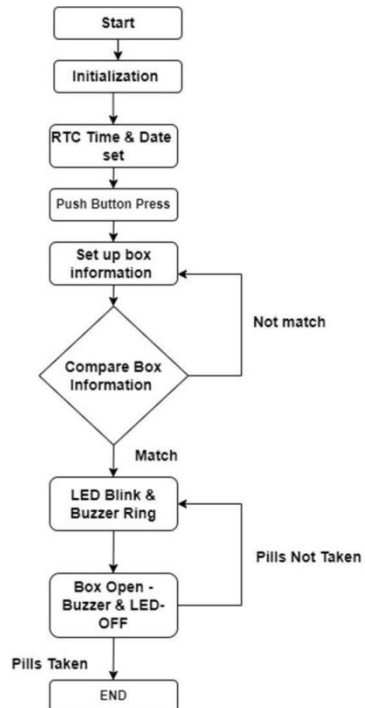 Start
Initialization
RTC Time & Date
set
Push Button Press
Set up box
information
Not match
Compare Box
Information
Match
LED Blink &
Buzzer Ring
Pills Not Taken
Box Open -
Buzzer & LED-
OFF
Pills Taken
END